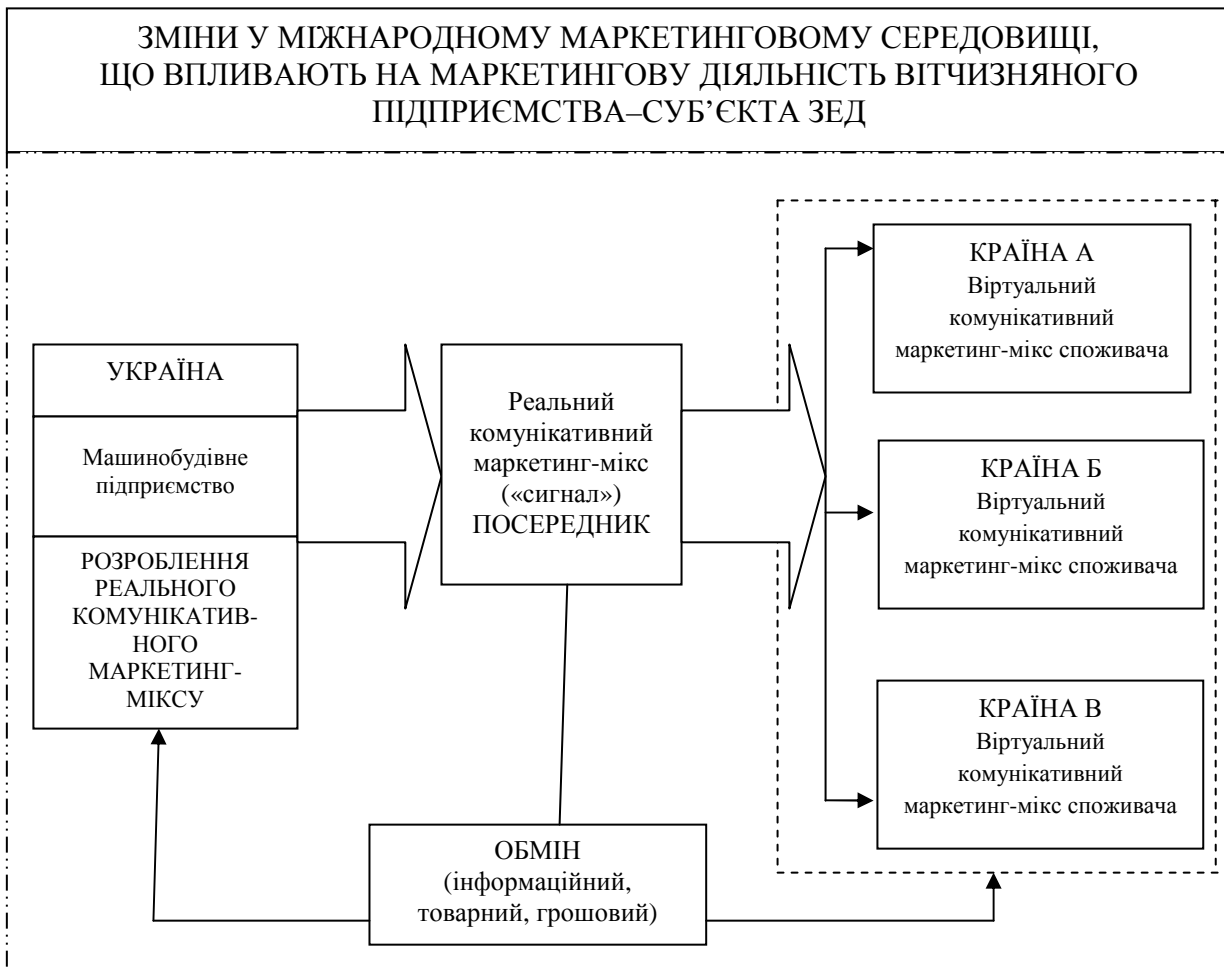 ЗМІНИ У МІЖНАРОДНОМУ МАРКЕТИНГОВОМУ СЕРЕДОВИЩІ,
ЩО ВПЛИВАЮТЬ НА МАРКЕТИНГОВУ ДІЯЛЬНІСТЬ ВІТЧИЗНЯНОГО
ПІДПРИЄМСТВА–СУБ’ЄКТА ЗЕД
УКРАЇНА
Машинобудівне
підприємство
РОЗРОБЛЕННЯ
РЕАЛЬНОГО
КОМУНІКАТИВ-
НОГО
МАРКЕТИНГ-
МІКСУ
Реальний
комунікативний
маркетинг-мікс
(«сигнал»)
ПОСЕРЕДНИК
КРАЇНА А
Віртуальний
комунікативний
маркетинг-мікс споживача
КРАЇНА Б
Віртуальний
комунікативний
маркетинг-мікс споживача
КРАЇНА В
Віртуальний
комунікативний
маркетинг-мікс споживача
ОБМІН
(інформаційний,
товарний, грошовий)